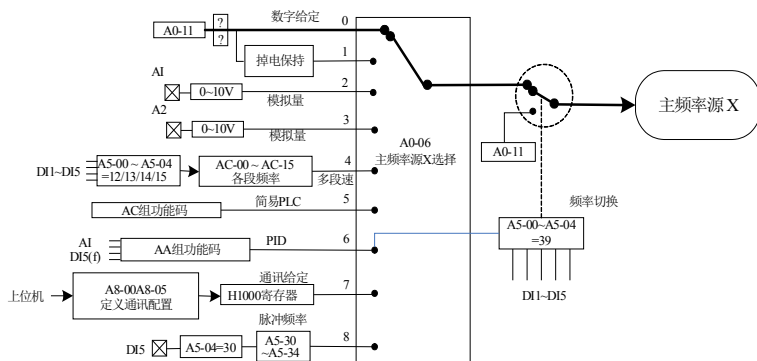 数字给定
0
A0-11
?
?
掉电保持
1
AI
0~10V
模拟量
2
A2
0~10V
模拟量
3
A0-06
主频率源X选择
A0-11
主频率源 X
DI1~DI5
A5-00 ~ A5-04
=12/13/14/15
AC-00 ~ AC-15
各段频率
多段速
4
AC组功能码
简易PLC
5
AI
DI5(f)
AA组功能码
PID
6
频率切换
A5-00~A5-04
=39
DI1~DI5
上位机
A8-00A8-05
定义通讯配置
通讯给定
H1000寄存器
7
脉冲频率
DI5
A5-04=30
A5-30
~A5-34
8